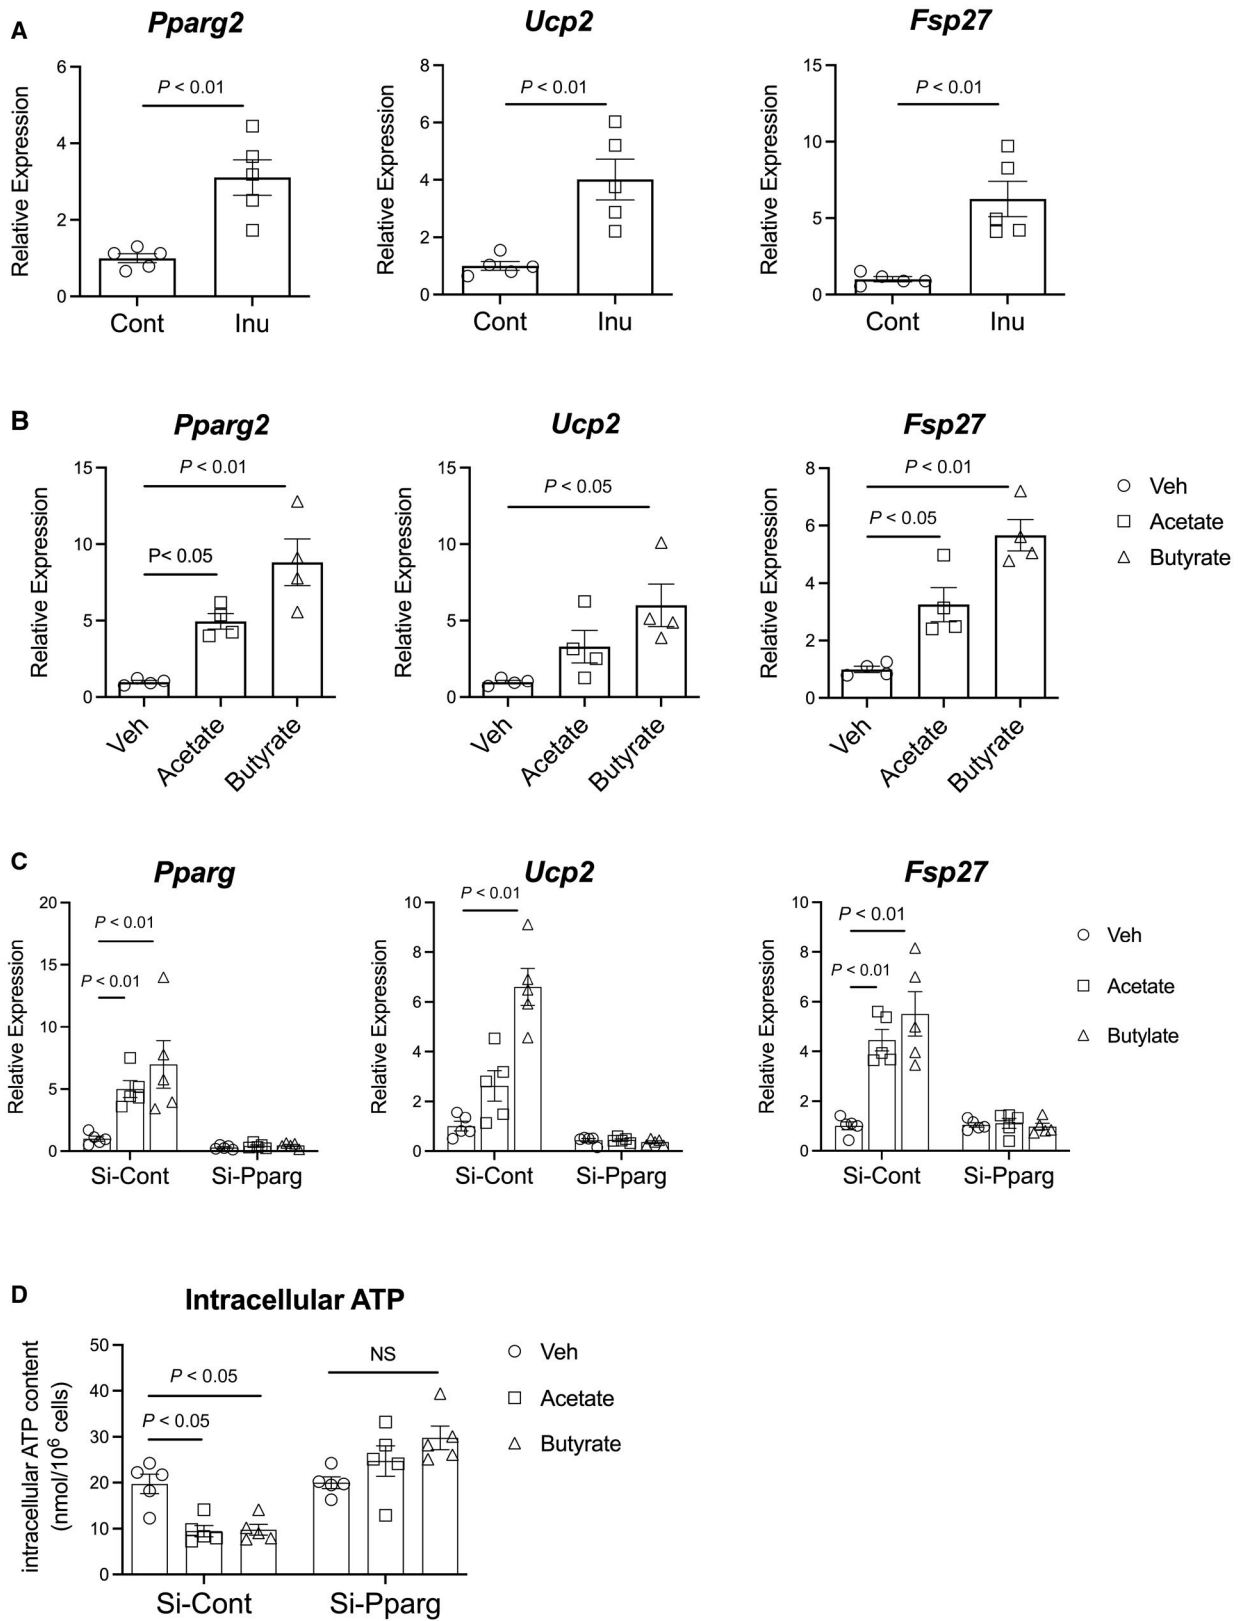 A
Pparg2
Ucp2
Fsp27
Relative Expression
6
4
2
0
P < 0.01
Cont
Inu
Relative Expression
8
6
4
2
0
P < 0.01
Cont
Inu
Relative Expression
15
10
5
0
P < 0.01
Cont
Inu
B
Pparg2
Ucp2
Fsp27
Relative Expression
15
10
5
0
P < 0.01
P< 0.05
Veh
Acetate
Butyrate
Relative Expression
15
10
5
0
P < 0.05
Veh
Acetate
Butyrate
Relative Expression
8
6
4
2
0
P < 0.01
P < 0.05
Veh
Acetate
Butyrate
Veh
Acetate
Butyrate
C
Pparg
Ucp2
Fsp27
Relative Expression
20
15
10
5
0
P < 0.01
P < 0.01
Si-Cont
Si-Pparg
Relative Expression
10
8
6
4
2
0
P < 0.01
Si-Cont
Si-Pparg
Relative Expression
10
8
6
4
2
0
P < 0.01
P < 0.01
Si-Cont
Si-Pparg
Veh
Acetate
Butylate
D
Intracellular ATP
intracellular ATP content
(nmol/10⁶ cells)
50
40
30
20
10
0
P < 0.05
P < 0.05
NS
Si-Cont
Si-Pparg
Veh
Acetate
Butyrate